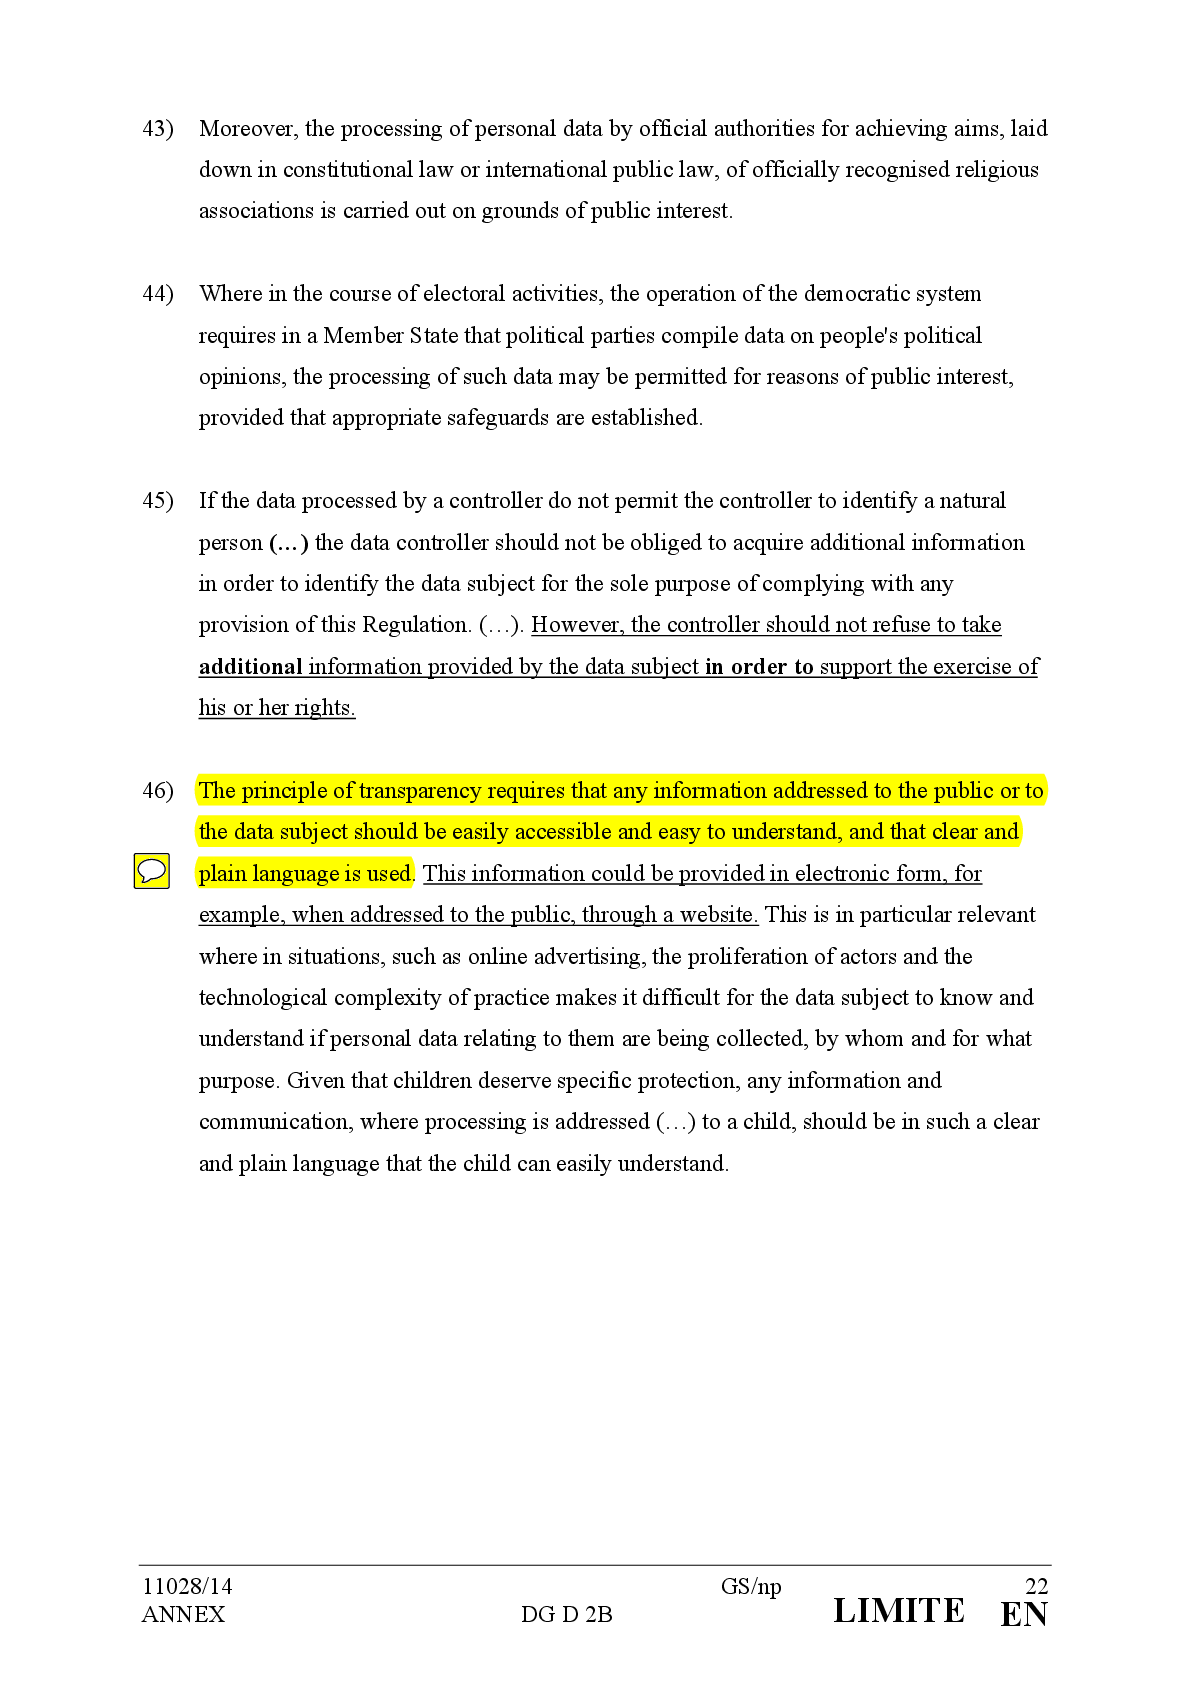 43) Moreover, the processing of personal data by official authorities for achieving aims, laid
down in constitutional law or international public law, of officially recognised religious
associations is carried out on grounds of public interest.
44) Where in the course of electoral activities, the operation of the democratic system
requires in a Member State that political parties compile data on people's political
opinions, the processing of such data may be permitted for reasons of public interest,
provided that appropriate safeguards are established.
45) If the data processed by a controller do not permit the controller to identify a natural
person (…) the data controller should not be obliged to acquire additional information
in order to identify the data subject for the sole purpose of complying with any
provision of this Regulation. (…). However, the controller should not refuse to take
additional information provided by the data subject in order to support the exercise of
his or her rights.
46) The principle of transparency requires that any information addressed to the public or to
the data subject should be easily accessible and easy to understand, and that clear and
plain language is used. This information could be provided in electronic form, for
example, when addressed to the public, through a website. This is in particular relevant
where in situations, such as online advertising, the proliferation of actors and the
technological complexity of practice makes it difficult for the data subject to know and
understand if personal data relating to them are being collected, by whom and for what
purpose. Given that children deserve specific protection, any information and
communication, where processing is addressed (…) to a child, should be in such a clear
and plain language that the child can easily understand.
11028/14 GS/np 22
ANNEX DG D 2B LIMITE EN